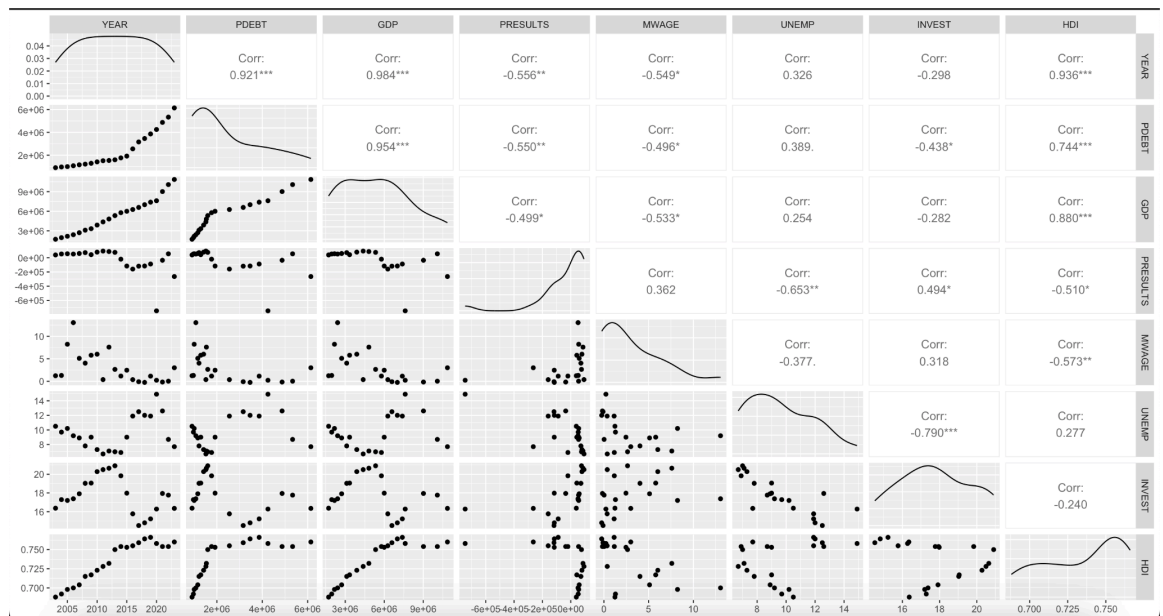 YEAR PDEBT GDP PRESULTS MWAGE UNEMP INVEST HDI
0.04
0.03
0.02
0.01
0.00
Corr:
0.921***
Corr:
0.984***
Corr:
-0.556**
Corr:
-0.549*
Corr:
0.326
Corr:
-0.298
Corr:
0.936***
YEAR
6e+06
4e+06
2e+06
Corr:
0.954***
Corr:
-0.550**
Corr:
-0.496*
Corr:
0.389.
Corr:
-0.438*
Corr:
0.744***
PDEBT
9e+06
6e+06
3e+06
Corr:
-0.499*
Corr:
-0.533*
Corr:
0.254
Corr:
-0.282
Corr:
0.880***
GDP
0e+00
-2e+05
-4e+05
-6e+05
Corr:
0.362
Corr:
-0.653**
Corr:
0.494*
Corr:
-0.510*
PRESULTS
10
5
0
Corr:
-0.377.
Corr:
0.318
Corr:
-0.573**
MWAGE
14
12
10
8
Corr:
-0.790***
Corr:
0.277
UNEMP
20
18
16
Corr:
-0.240
INVEST
0.750
0.725
0.700
HDI
2005 2010 2015 2020 2e+06 4e+06 6e+06 3e+06 6e+06 9e+06 -6e+05-4e+05-2e+050e+00 0 5 10 8 10 12 14 16 18 20 0.700 0.750